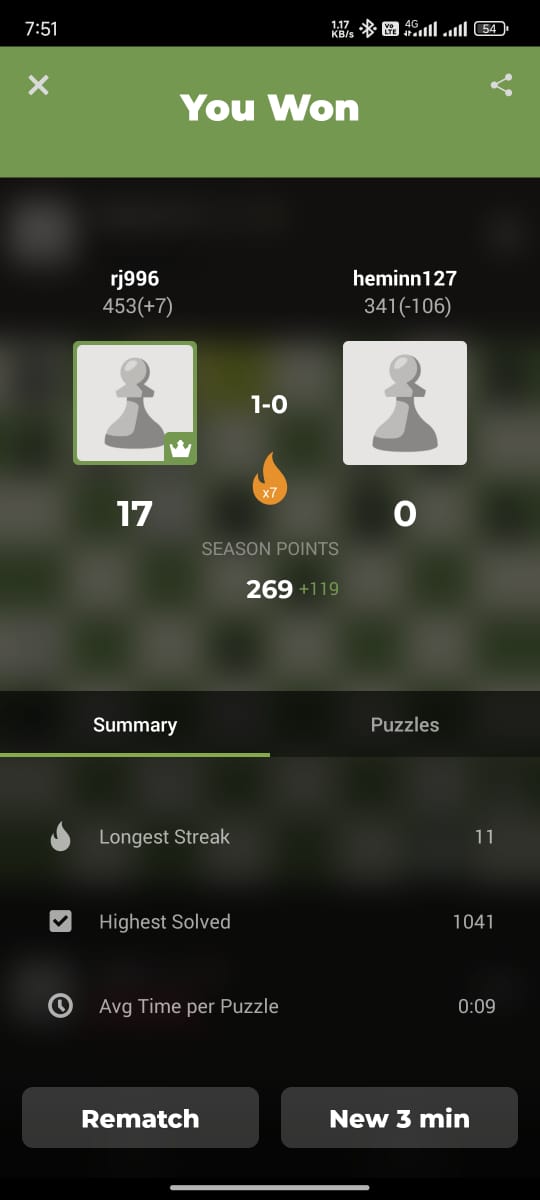 7:51
1.17
KB/s
Vo
LTE
4G
54
You Won
rj996
heminn127
453(+7)
341(-106)
1-0
x7
17
0
SEASON POINTS
269 +119
Summary
Puzzles
Longest Streak
11
Highest Solved
1041
Avg Time per Puzzle
0:09
Rematch
New 3 min